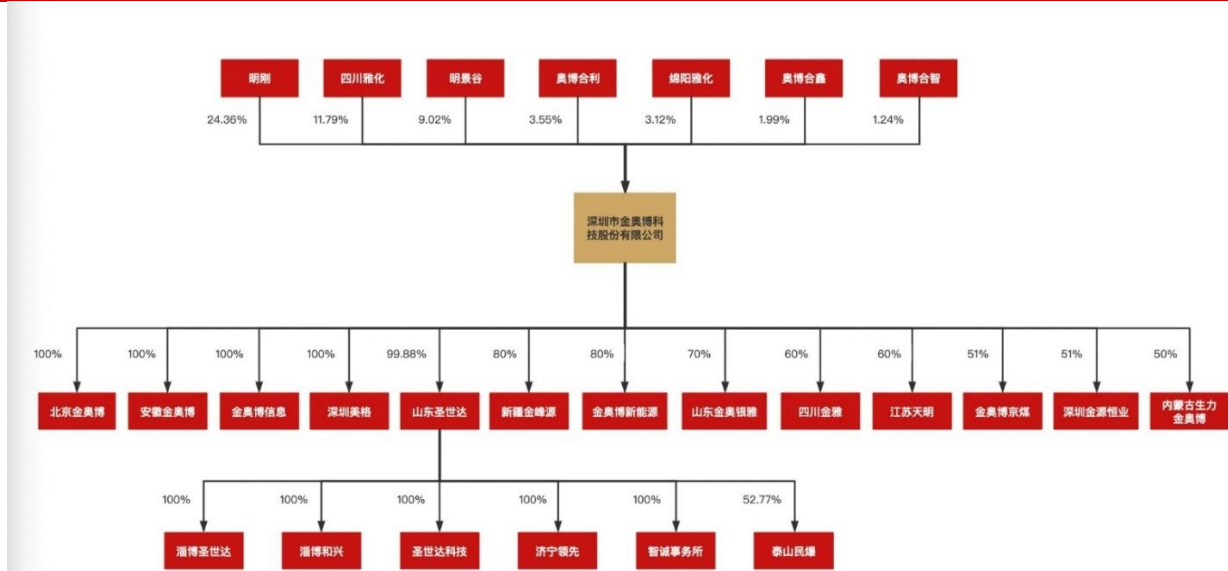 明刚 四川雅化 明景谷 奥博合利 绵阳雅化 奥博合鑫 奥博合智
24.36% 11.79% 9.02% 3.55% 3.12% 1.99% 1.24%
深圳市金奥博科
技股份有限公司
100% 100% 100% 100% 99.88% 80% 80% 70% 60% 60% 51% 51% 50%
北京金奥博 安徽金奥博 金奥博信息 深圳美格 山东圣世达 新疆金峰源 金奥博新能源 山东金奥银雅 四川金雅 江苏天明 金奥博京煤 深圳金源恒业 内蒙古生力
金奥博
100% 100% 100% 100% 100% 52.77%
淄博圣世达 淄博和兴 圣世达科技 济宁领先 智诚事务所 泰山民爆